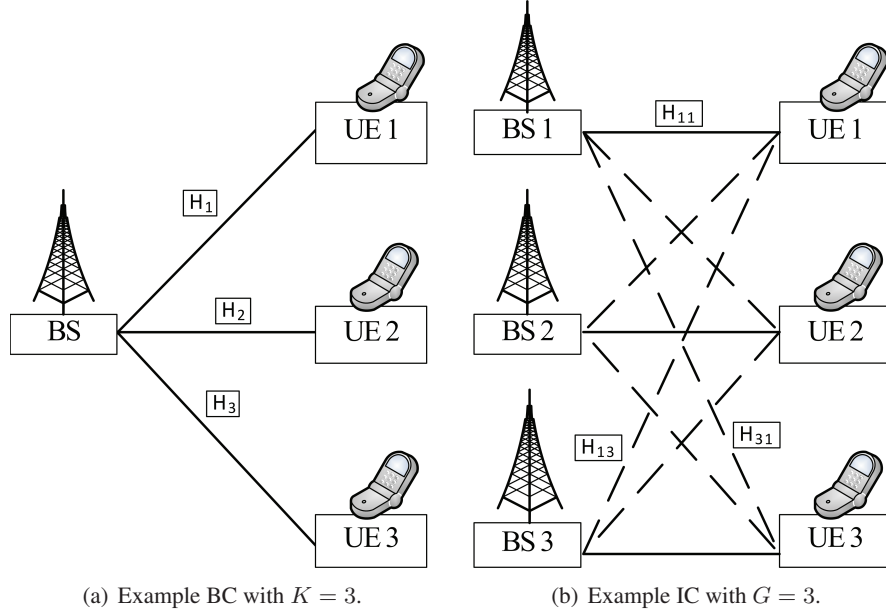 UE 1
H₁
BS
H₂
UE 2
H₃
UE 3
(a) Example BC with K = 3.
BS 1
H₁₁
UE 1
BS 2
UE 2
H₁₃
H₃₁
BS 3
UE 3
(b) Example IC with G = 3.